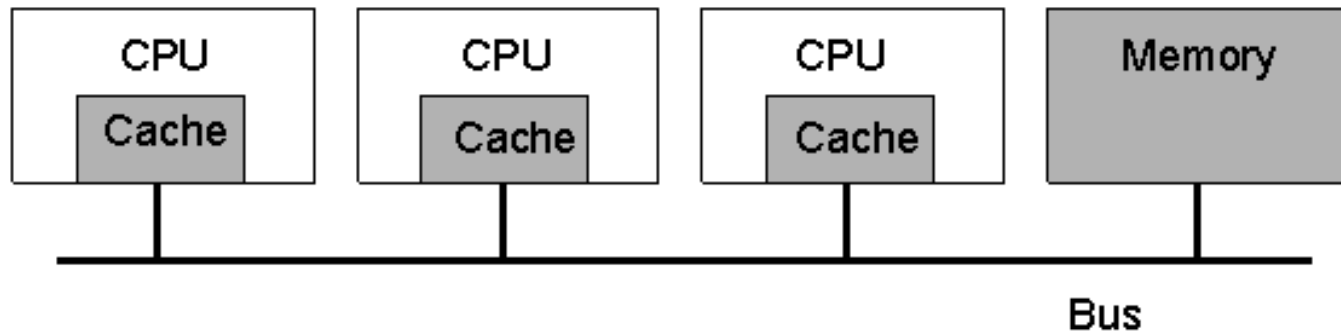 CPU
CPU
CPU
Memory
Cache
Cache
Cache
Bus